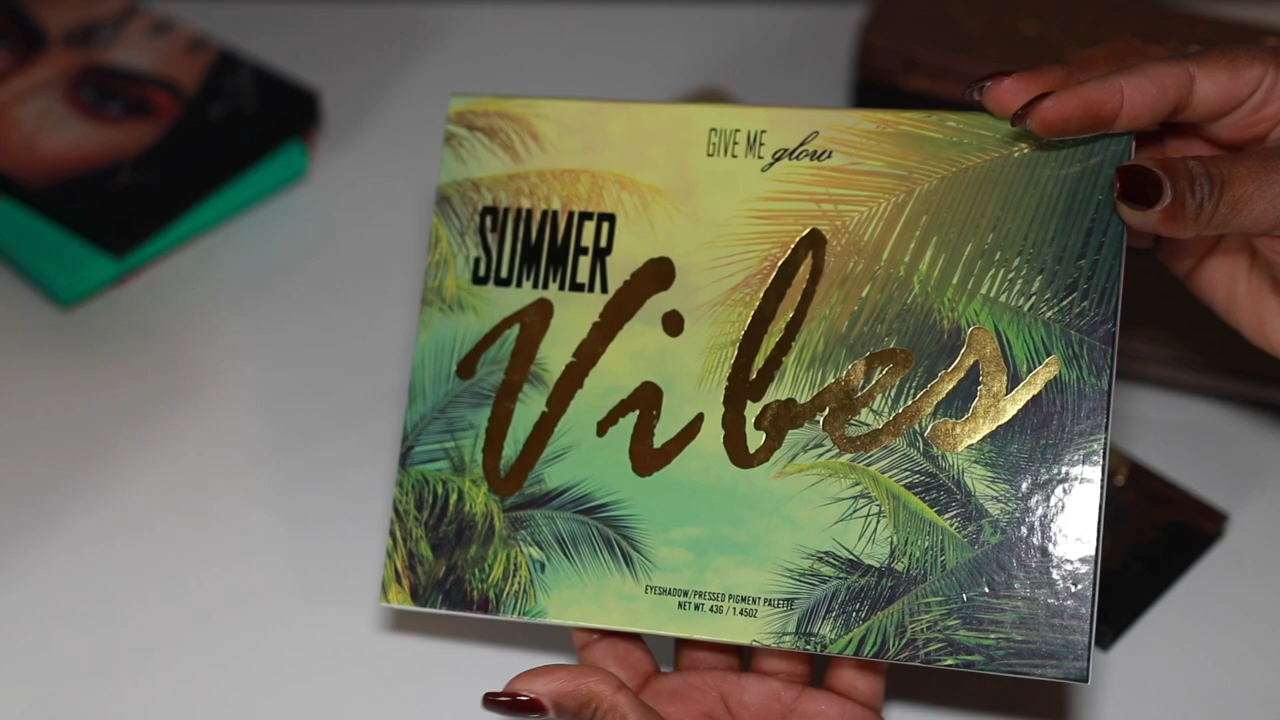 GIVE ME glow
SUMMER
Vibes
EYESHADOW/PRESSED PIGMENT PALETTE
NET WT. 43G / 1.45OZ